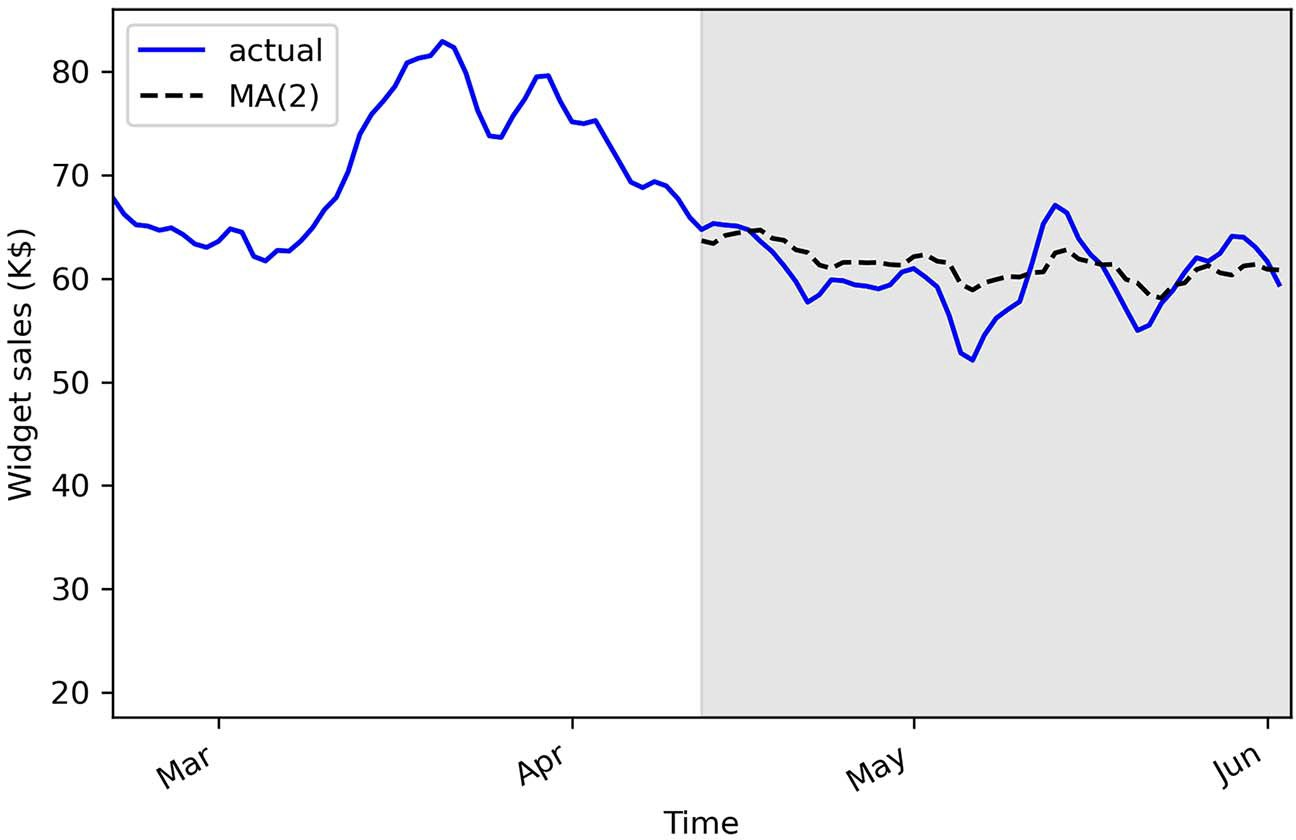 actual
MA(2)
80
70
60
50
40
30
20
Widget sales (K$)
Mar
Apr
May
Jun
Time